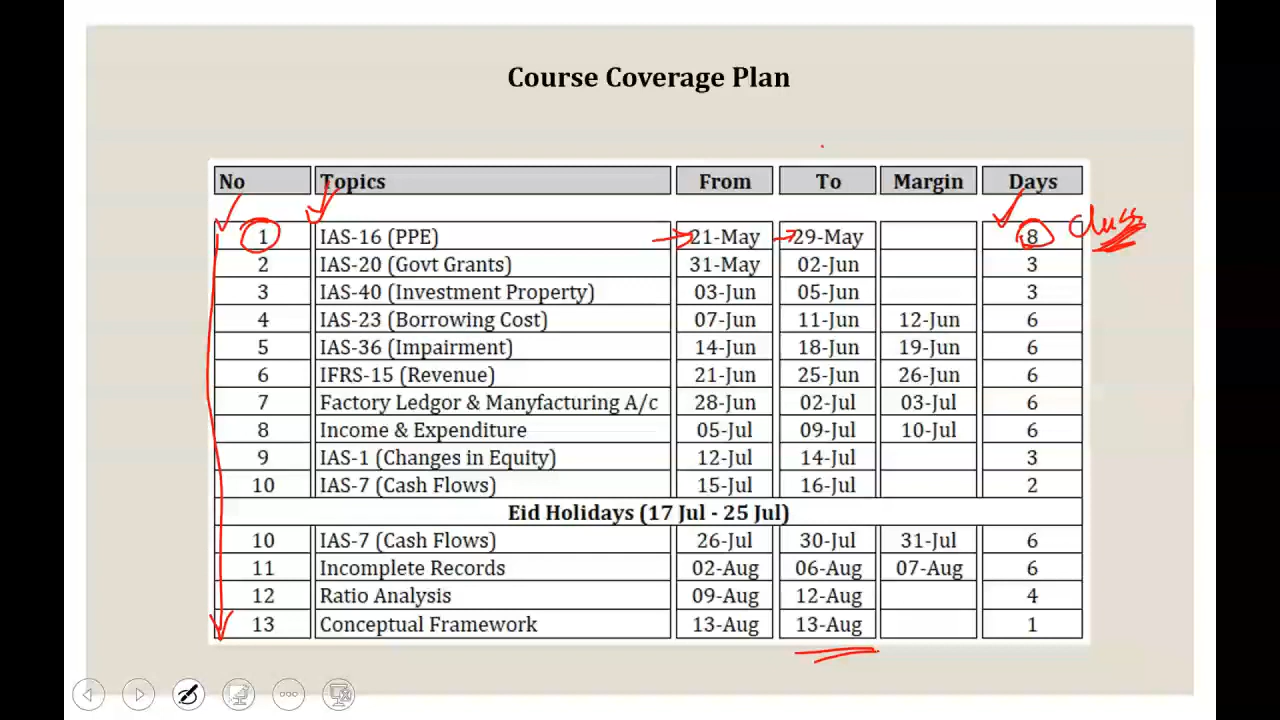 Course Coverage Plan
No Topics From To Margin Days
1 IAS-16 (PPE) 21-May 29-May 8 Class
2 IAS-20 (Govt Grants) 31-May 02-Jun 3
3 IAS-40 (Investment Property) 03-Jun 05-Jun 3
4 IAS-23 (Borrowing Cost) 07-Jun 11-Jun 12-Jun 6
5 IAS-36 (Impairment) 14-Jun 18-Jun 19-Jun 6
6 IFRS-15 (Revenue) 21-Jun 25-Jun 26-Jun 6
7 Factory Ledgor & Manyfacturing A/c 28-Jun 02-Jul 03-Jul 6
8 Income & Expenditure 05-Jul 09-Jul 10-Jul 6
9 IAS-1 (Changes in Equity) 12-Jul 14-Jul 3
10 IAS-7 (Cash Flows) 15-Jul 16-Jul 2
Eid Holidays (17 Jul - 25 Jul)
10 IAS-7 (Cash Flows) 26-Jul 30-Jul 31-Jul 6
11 Incomplete Records 02-Aug 06-Aug 07-Aug 6
12 Ratio Analysis 09-Aug 12-Aug 4
13 Conceptual Framework 13-Aug 13-Aug 1